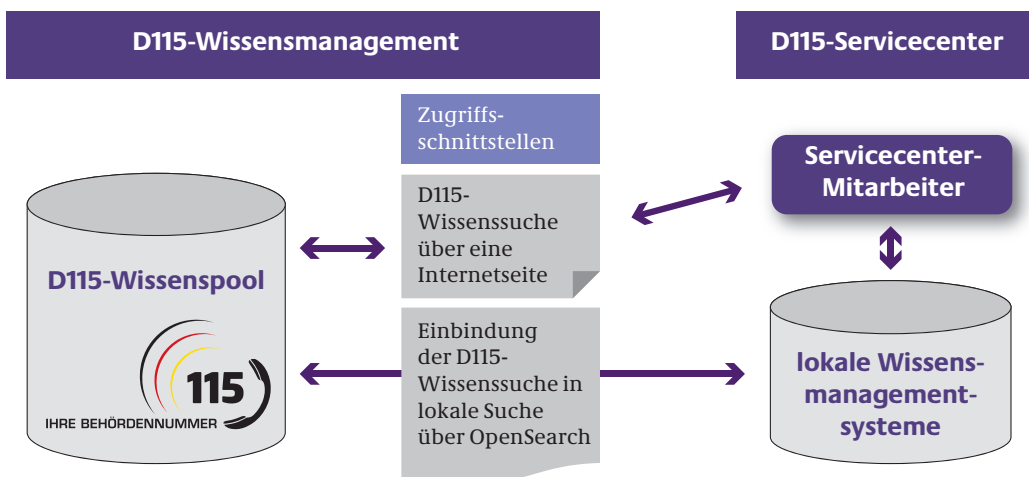 D115-Wissensmanagement
D115-Servicecenter
Zugriffs-
schnittstellen
D115-
Wissenssuche
über eine
Internetseite
Servicecenter-
Mitarbeiter
D115-Wissenspool
115
IHRE BEHÖRDENNUMMER
Einbindung
der D115-
Wissenssuche in
lokale Suche
über OpenSearch
lokale Wissens-
management-
systeme